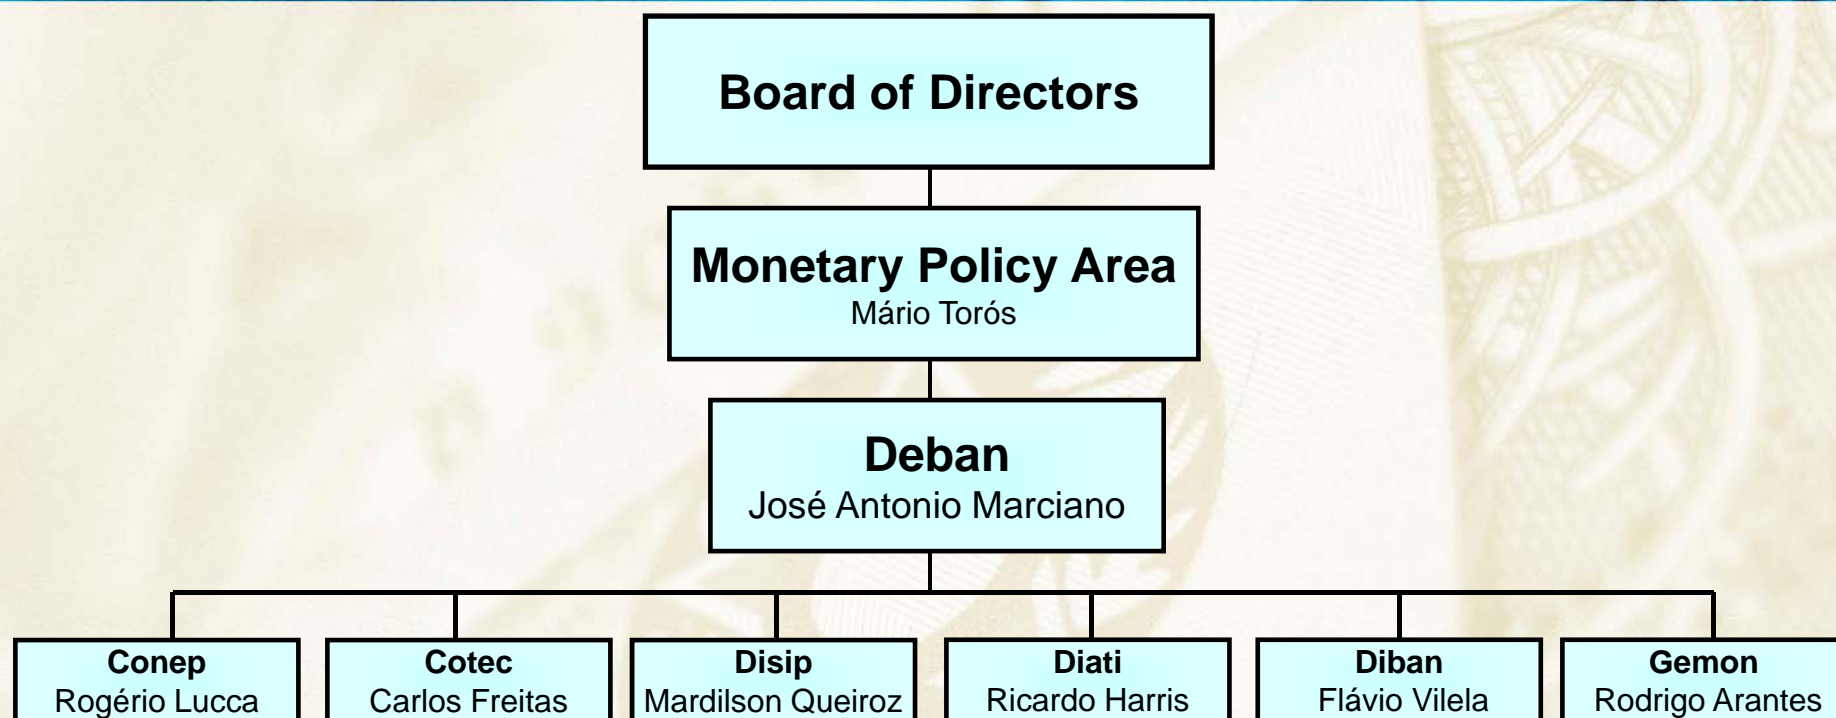 Board of Directors
Monetary Policy Area
Mário Torós
Deban
José Antonio Marciano
Conep
Rogério Lucca
Cotec
Carlos Freitas
Disip
Mardilson Queiroz
Diati
Ricardo Harris
Diban
Flávio Vilela
Gemon
Rodrigo Arantes